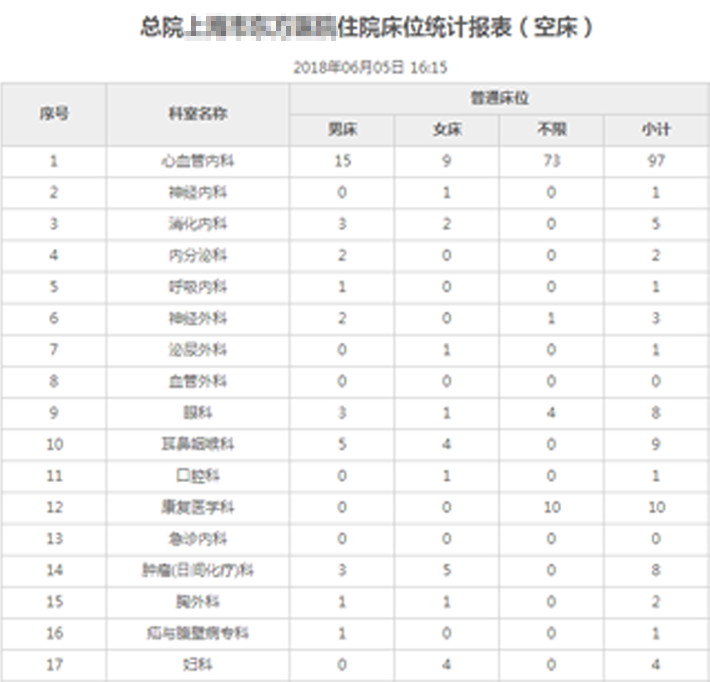 总院 住院床位统计报表（空床）
2018年06月05日 16:15
序号 科室名称 普通床位
男床 女床 不限 小计
1 心血管内科 15 9 73 97
2 神经内科 0 1 0 1
3 消化内科 3 2 0 5
4 内分泌科 2 0 0 2
5 呼吸内科 1 0 0 1
6 神经外科 2 0 1 3
7 泌尿外科 0 1 0 1
8 血管外科 0 0 0 0
9 眼科 3 1 4 8
10 耳鼻咽喉科 5 4 0 9
11 口腔科 0 1 0 1
12 康复医学科 0 0 10 10
13 急诊内科 0 0 0 0
14 肿瘤(日间化疗)科 3 5 0 8
15 胸外科 1 1 0 2
16 疝与腹壁病专科 1 0 0 1
17 妇科 0 4 0 4